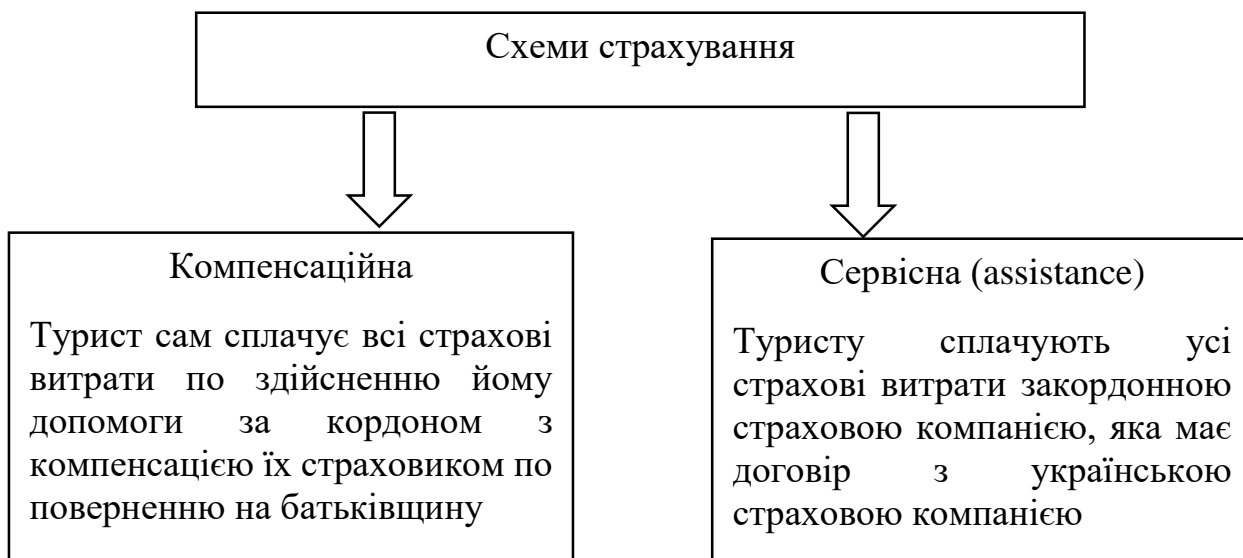 Схеми страхування
Компенсаційна
Турист сам сплачує всі страхові
витрати по здійсненню йому
допомоги за кордоном з
компенсацією їх страховиком по
поверненню на батьківщину
Сервісна (assistance)
Туристу сплачують усі
страхові витрати закордонною
страховою компанією, яка має
договір з українською
страховою компанією